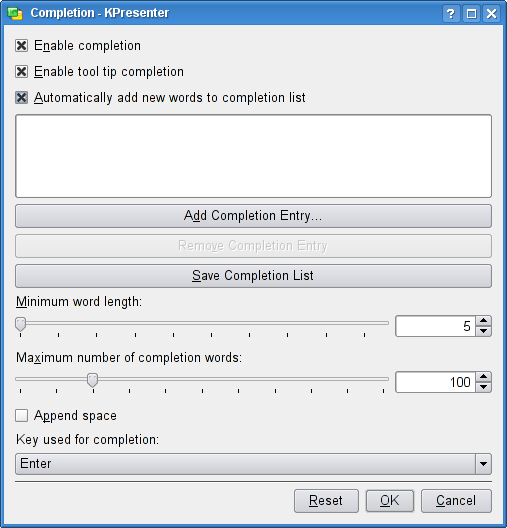 Completion - KPresenter
Enable completion
Enable tool tip completion
Automatically add new words to completion list
Add Completion Entry...
Remove Completion Entry
Save Completion List
Minimum word length:
5
Maximum number of completion words:
100
Append space
Key used for completion:
Enter
Reset OK Cancel